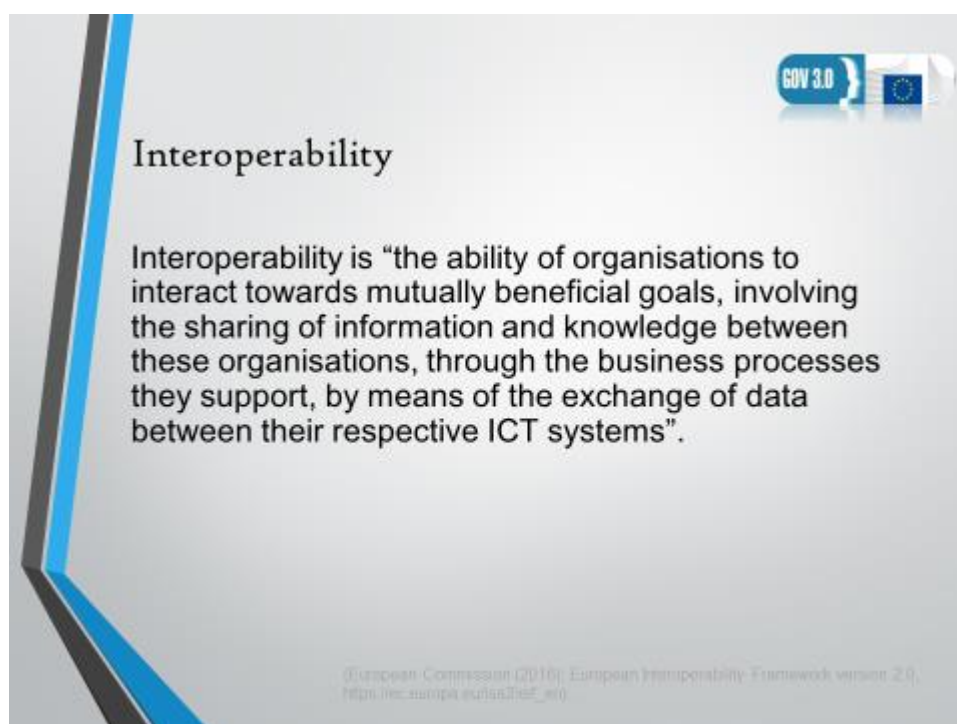 GOV 3.0
Interoperability
Interoperability is “the ability of organisations to
interact towards mutually beneficial goals, involving
the sharing of information and knowledge between
these organisations, through the business processes
they support, by means of the exchange of data
between their respective ICT systems”.
(European Commission (2016), European Interoperability Framework version 2.0,